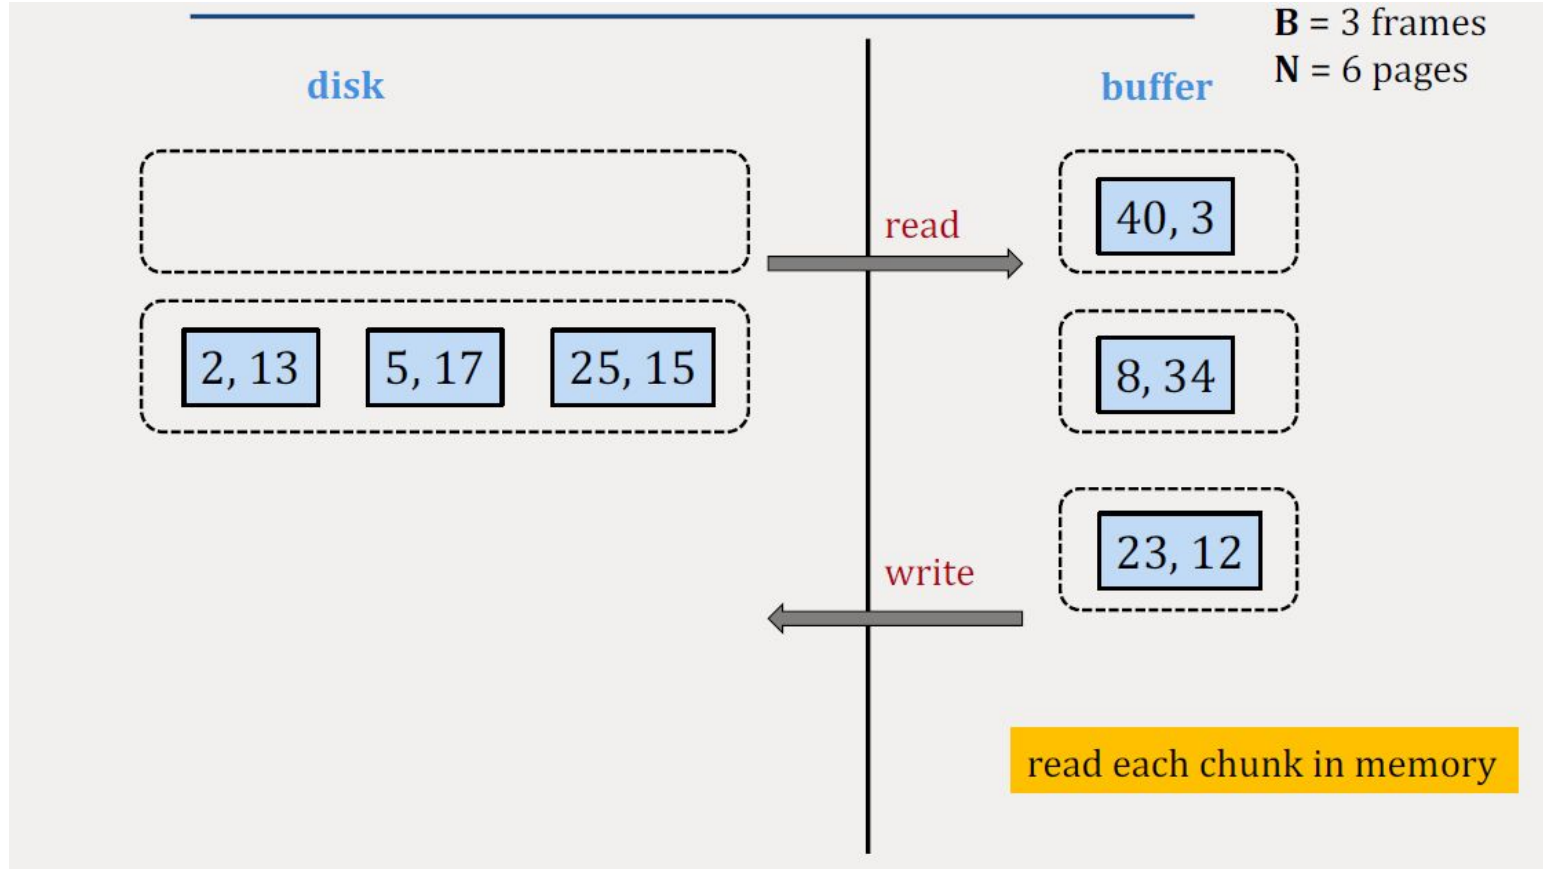 B = 3 frames
N = 6 pages
disk
buffer
read
40, 3
2, 13
5, 17
25, 15
8, 34
write
23, 12
read each chunk in memory